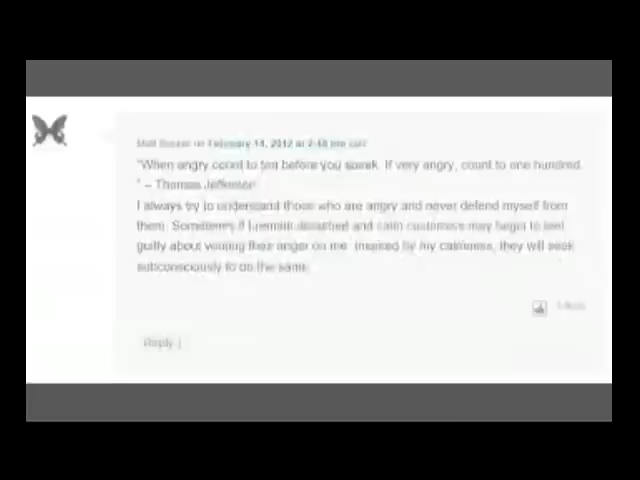 on February 14, 2012 at 2:48 pm said:
"When angry count to ten before you speak. If very angry, count to one hundred.
" – Thomas Jefferson
I always try to understand those who are angry and never defend myself from
them. Sometimes if I remain detached and calm customers may begin to feel
guilty about venting their anger on me. Inspired by my calmness, they will seek
subconsciously to do the same.
Reply ↓